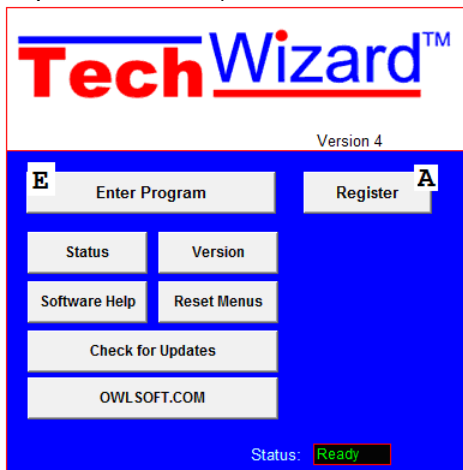 TechWizard™
Version 4
E Enter Program Register A
Status Version
Software Help Reset Menus
Check for Updates
OWLSOFT.COM
Status: Ready